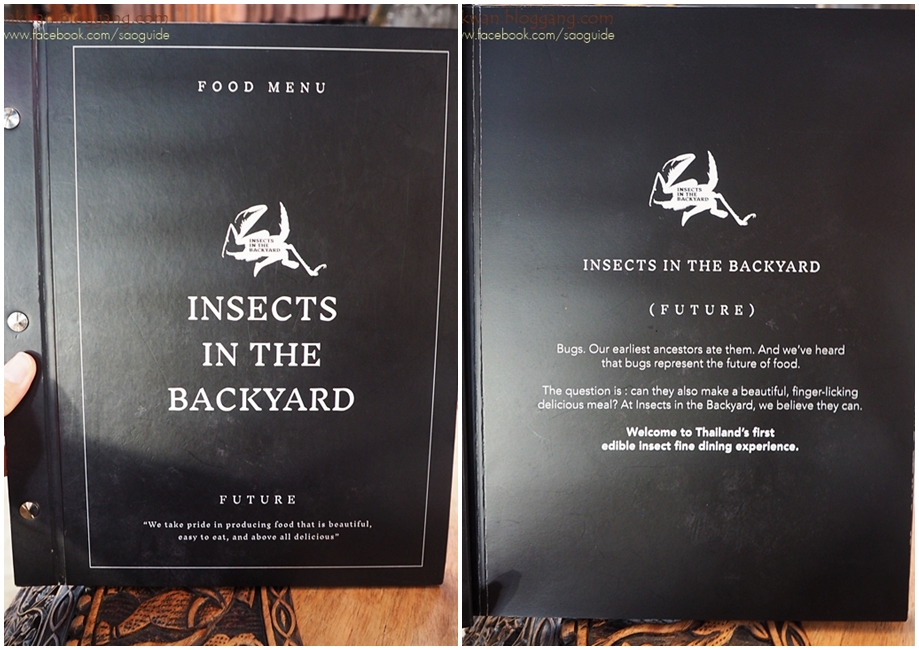 www.facebook.com/saoguide
FOOD MENU
INSECTS
IN THE
BACKYARD
INSECTS
IN THE
BACKYARD
FUTURE
“We take pride in producing food that is beautiful,
easy to eat, and above all delicious”
.bloggang.com
www.facebook.com/saoguide
INSECTS
IN THE
BACKYARD
INSECTS IN THE BACKYARD
(FUTURE)
Bugs. Our earliest ancestors ate them. And we’ve heard
that bugs represent the future of food.
The question is : can they also make a beautiful, finger-licking
delicious meal? At Insects in the Backyard, we believe they can.
Welcome to Thailand’s first
edible insect fine dining experience.